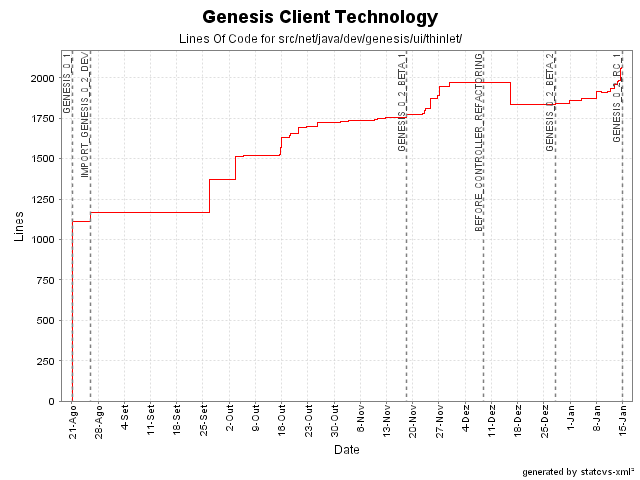 Genesis Client Technology
Lines Of Code for src/net/java/dev/genesis/ui/thinlet/
GENESIS_0_1
IMPORT_GENESIS_0_2_DEV
GENESIS_0_2_BETA_1
BEFORE_CONTROLLER_REFACTORING
GENESIS_0_2_BETA_2
GENESIS_0_2_RC_1
Lines
2000
1750
1500
1250
1000
750
500
250
0
21-Ago
28-Ago
4-Set
11-Set
18-Set
25-Set
2-Out
9-Out
16-Out
23-Out
30-Out
6-Nov
13-Nov
20-Nov
27-Nov
4-Dez
11-Dez
18-Dez
25-Dez
1-Jan
8-Jan
15-Jan
Date
generated by statcvs-xml²